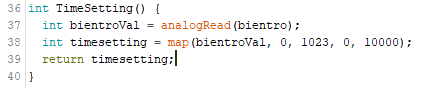 36 int TimeSetting() {
37   int bientroVal = analogRead(bientro);
38   int timesetting = map(bientroVal, 0, 1023, 0, 10000);
39   return timesetting;
40 }